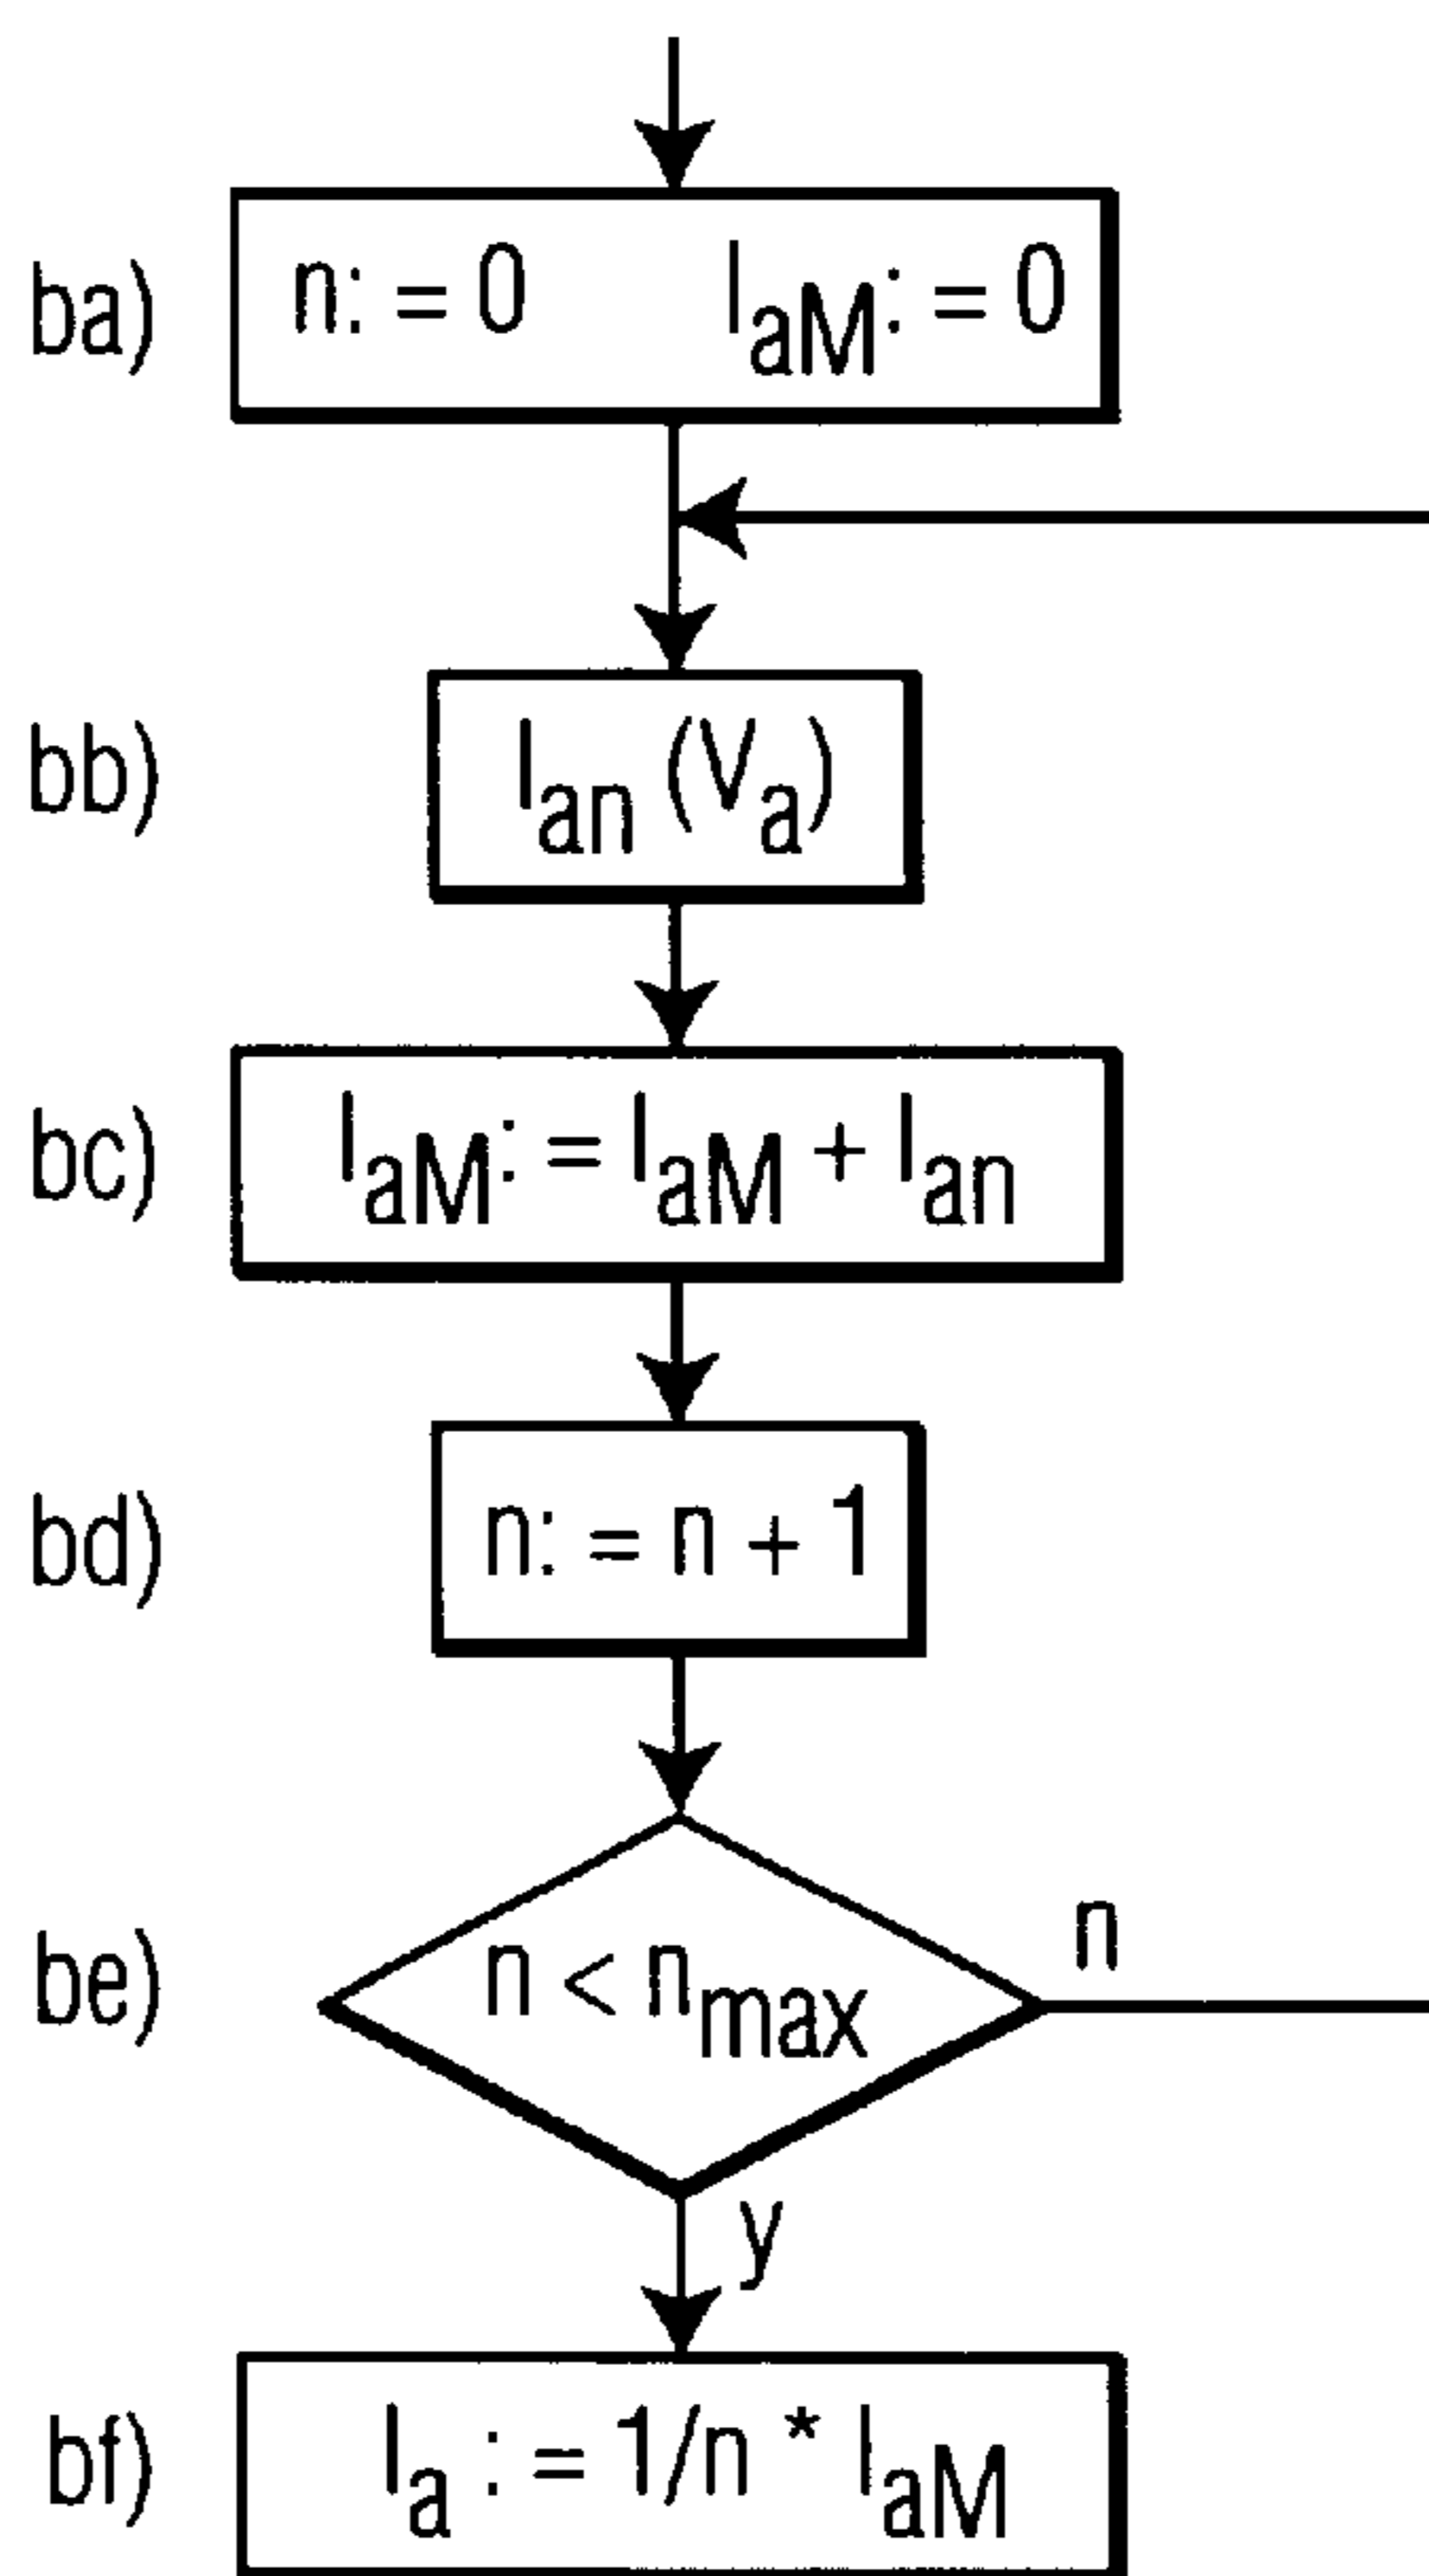 ba) n: = 0 IaM: = 0
bb) Ian (Va)
bc) IaM: = IaM + Ian
bd) n: = n + 1
n
be) n < nmax
y
bf) Ia : = 1/n * IaM